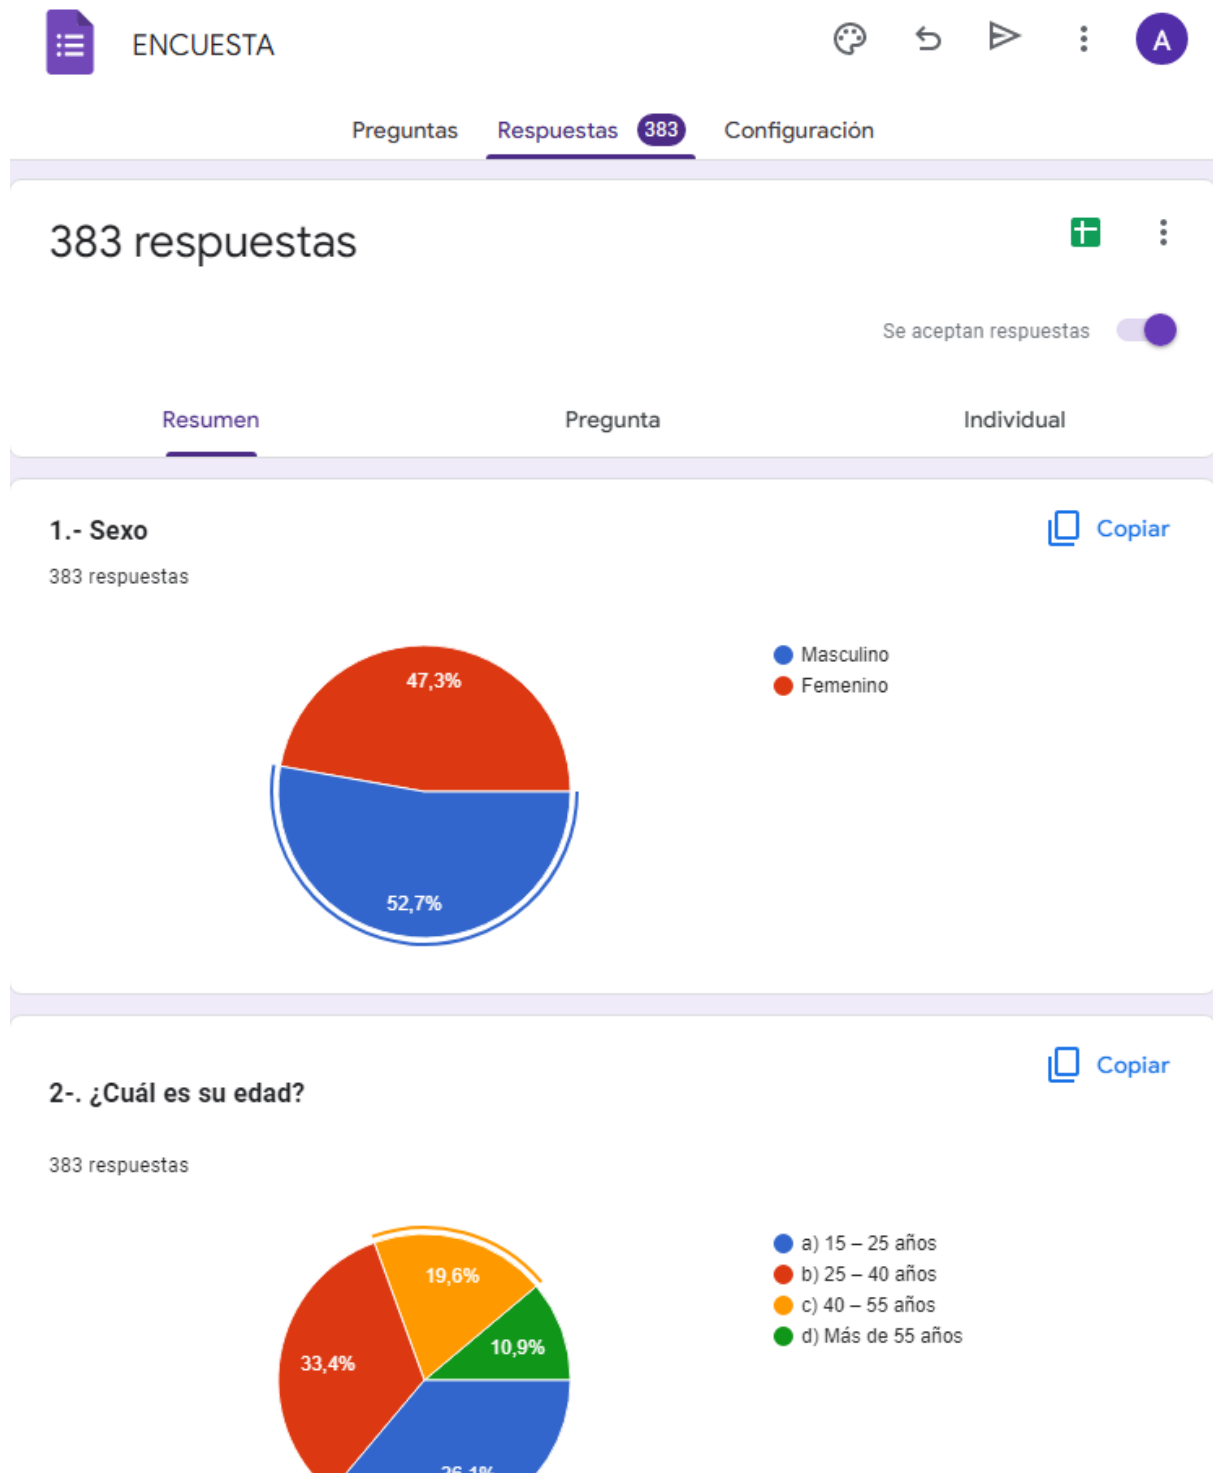 ENCUESTA
A
Preguntas Respuestas 383 Configuración
383 respuestas
Se aceptan respuestas
Resumen Pregunta Individual
1.- Sexo
Copiar
383 respuestas
47,3%
52,7%
Masculino
Femenino
Copiar
2-. ¿Cuál es su edad?
383 respuestas
19,6%
10,9%
33,4%
a) 15 – 25 años
b) 25 – 40 años
c) 40 – 55 años
d) Más de 55 años